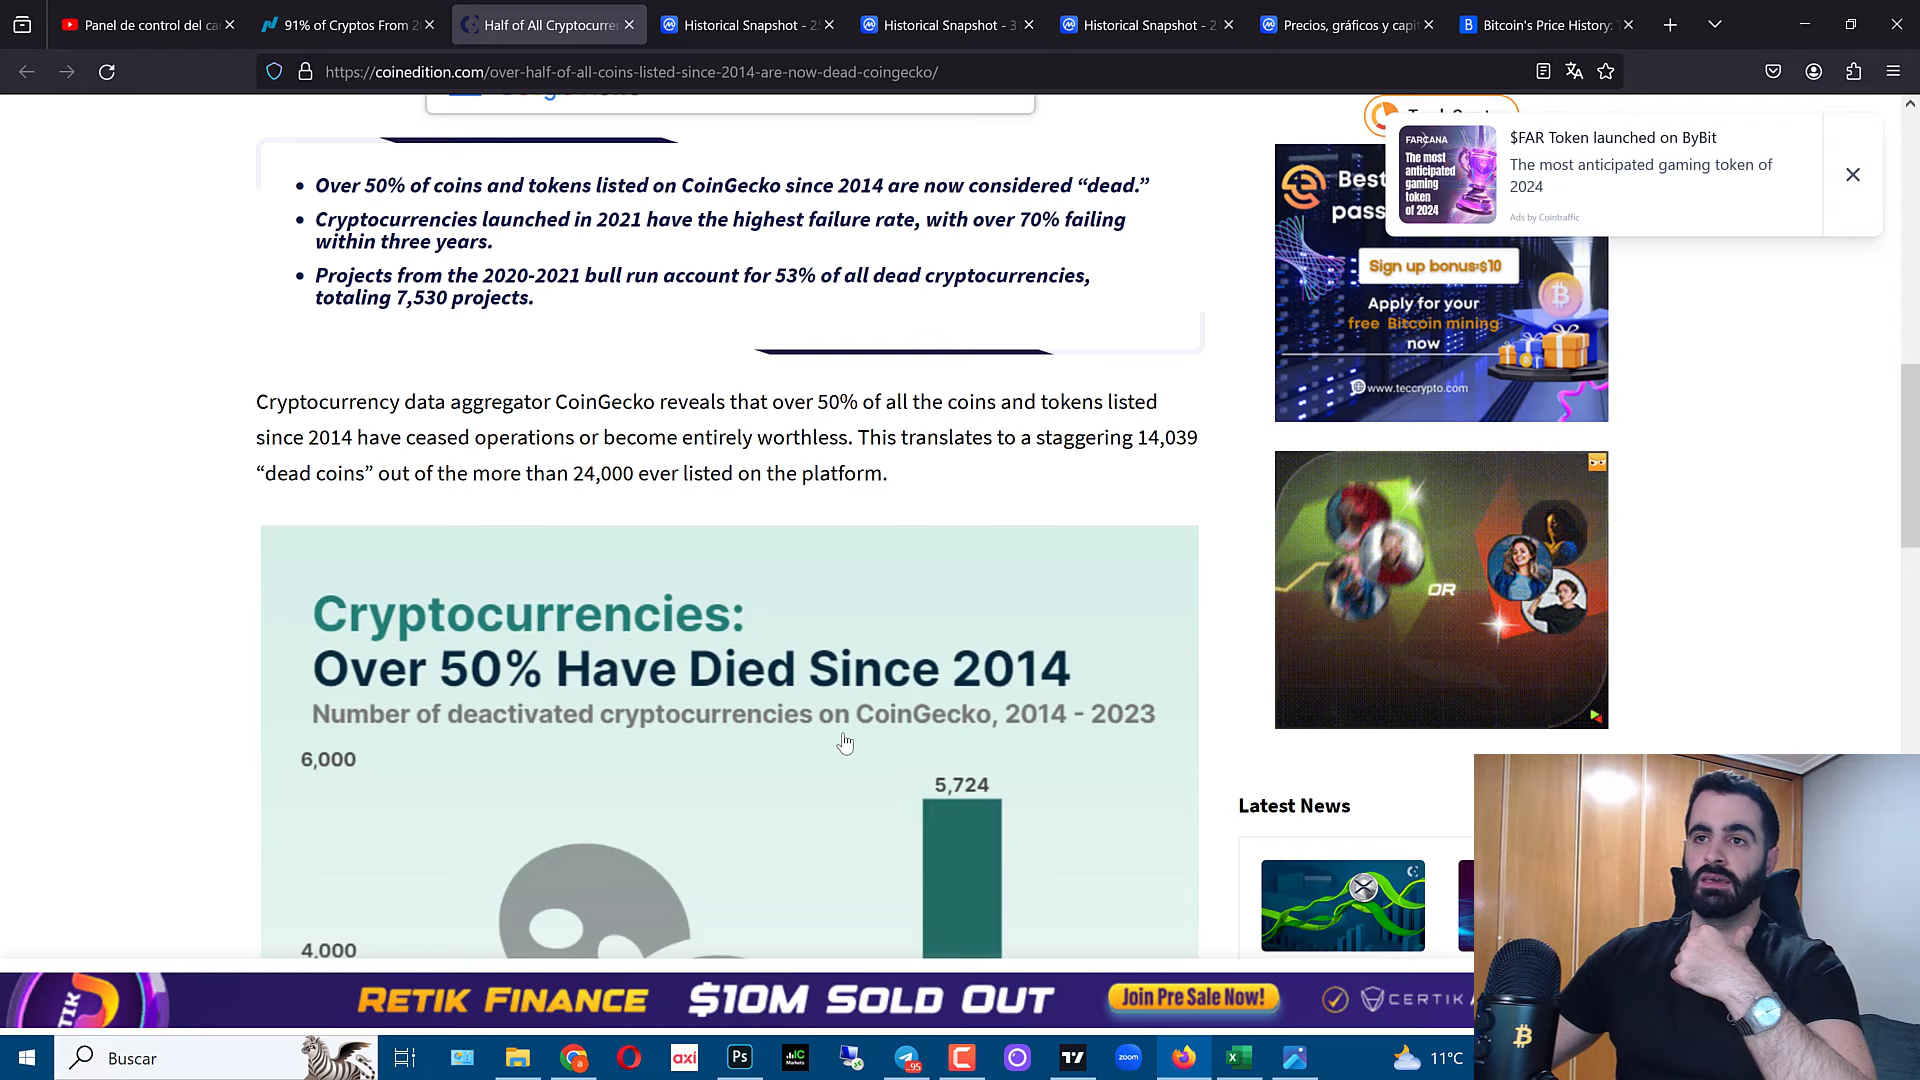 Panel de control del ca
91% of Cryptos From 2
Half of All Cryptocurre
Historical Snapshot - 2
Historical Snapshot - 3
Historical Snapshot - 2
Precios, gráficos y capi
Bitcoin's Price History:
https://coinedition.com/over-half-of-all-coins-listed-since-2014-are-now-dead-coingecko/
• Over 50% of coins and tokens listed on CoinGecko since 2014 are now considered “dead.”
• Cryptocurrencies launched in 2021 have the highest failure rate, with over 70% failing
within three years.
• Projects from the 2020-2021 bull run account for 53% of all dead cryptocurrencies,
totaling 7,530 projects.
Cryptocurrency data aggregator CoinGecko reveals that over 50% of all the coins and tokens listed
since 2014 have ceased operations or become entirely worthless. This translates to a staggering 14,039
“dead coins” out of the more than 24,000 ever listed on the platform.
Cryptocurrencies:
Over 50% Have Died Since 2014
Number of deactivated cryptocurrencies on CoinGecko, 2014 - 2023
6,000
5,724
4,000
FARCANA
The most
anticipated
gaming
token
of 2024
$FAR Token launched on ByBit
The most anticipated gaming token of
2024
Ads by Cointraffic
Best
pass
Sign up bonus:$10
Apply for your
free Bitcoin mining
now
www.teccrypto.com
OR
Latest News
TIK
RETIK FINANCE
$10M SOLD OUT
Join Pre Sale Now!
CERTIK
Buscar
axi
Ps
IC
Markets
95
zoom
11°C